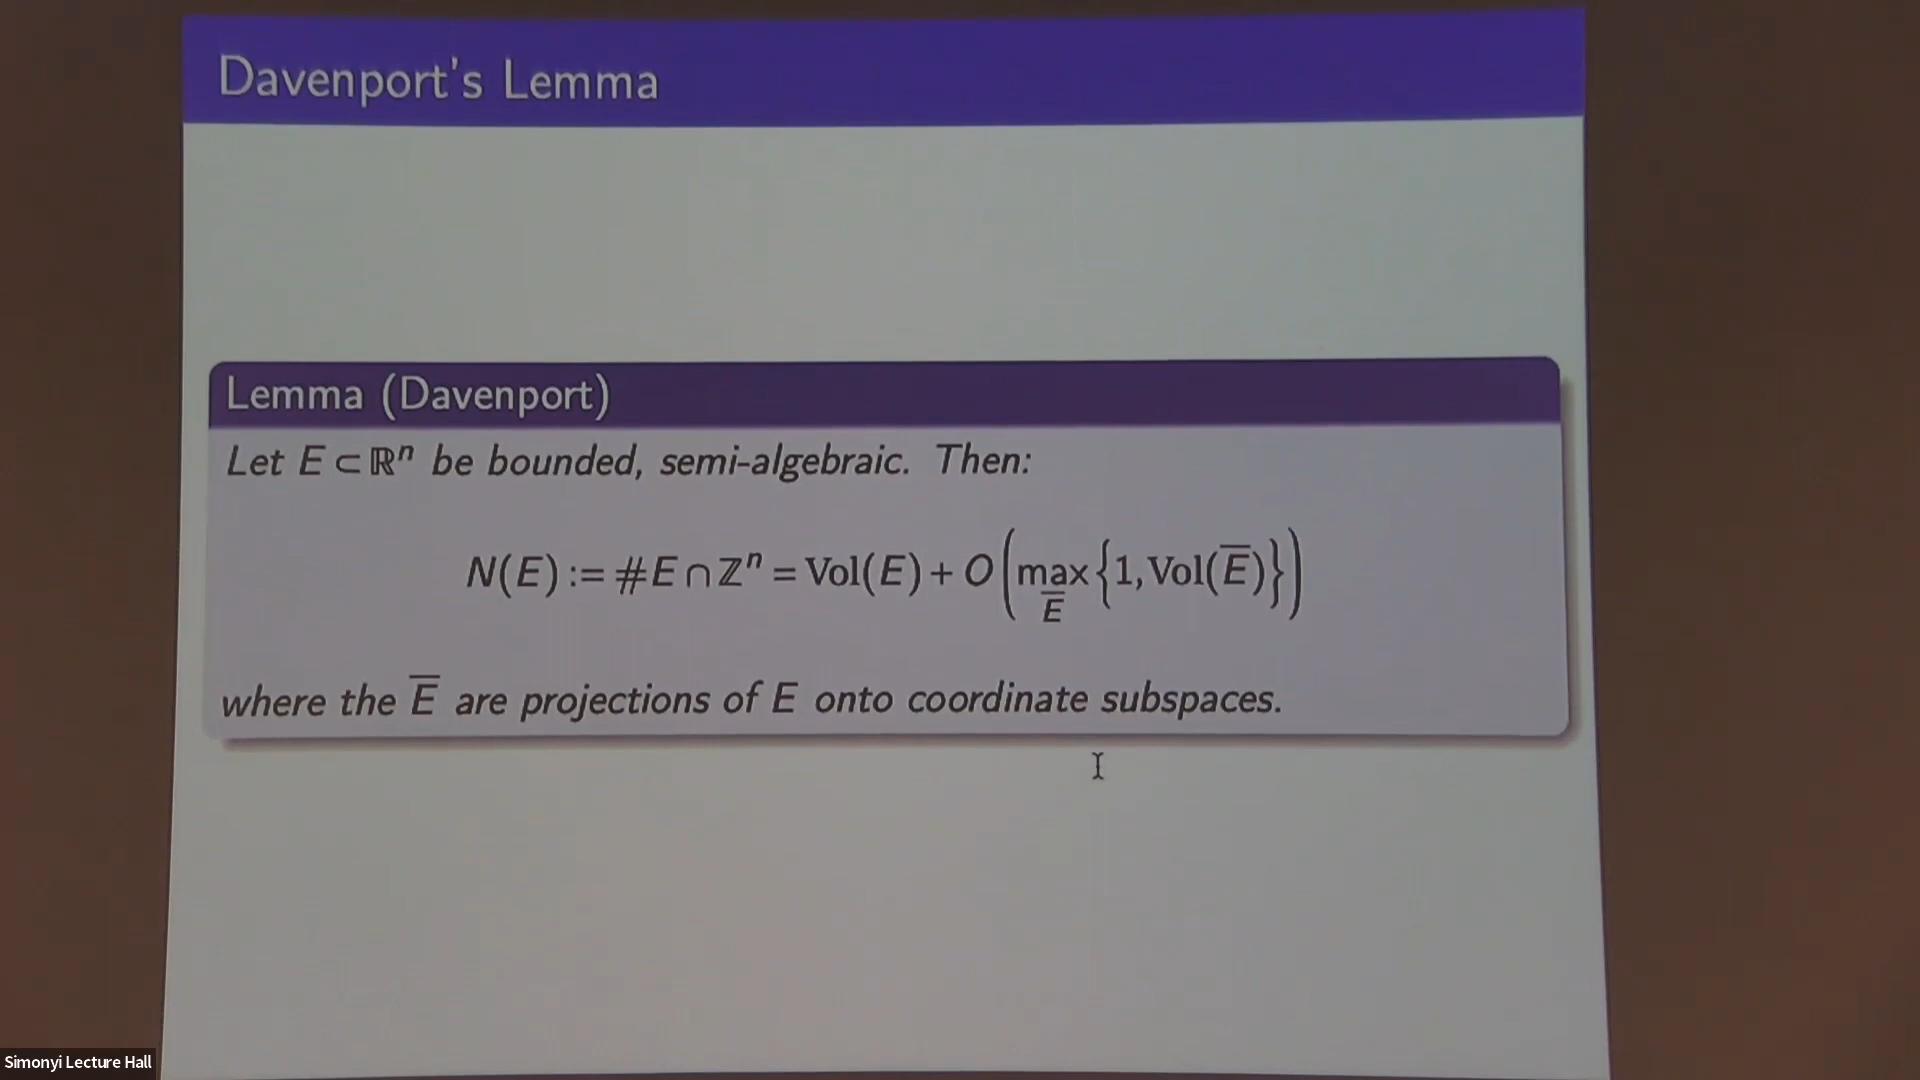 Davenport's Lemma
Lemma (Davenport)
Let E ⊂ ℝⁿ be bounded, semi-algebraic. Then:
N(E) := #E ∩ ℤⁿ = Vol(E) + O(max_{E̅} {1, Vol(E̅)})
where the E̅ are projections of E onto coordinate subspaces.
Simonyi Lecture Hall